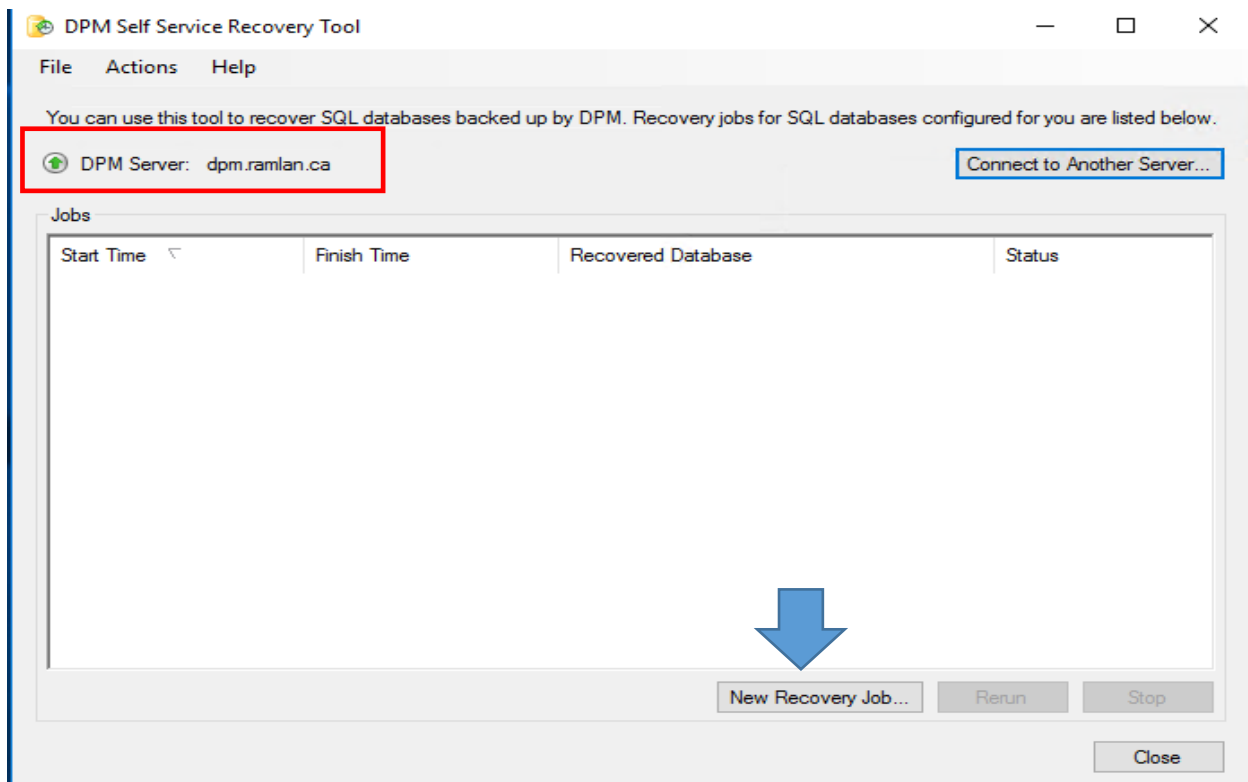 DPM Self Service Recovery Tool
File Actions Help
You can use this tool to recover SQL databases backed up by DPM. Recovery jobs for SQL databases configured for you are listed below.
DPM Server: dpm.ramlan.ca Connect to Another Server...
Jobs
Start Time Finish Time Recovered Database Status
New Recovery Job... Rerun Stop
Close